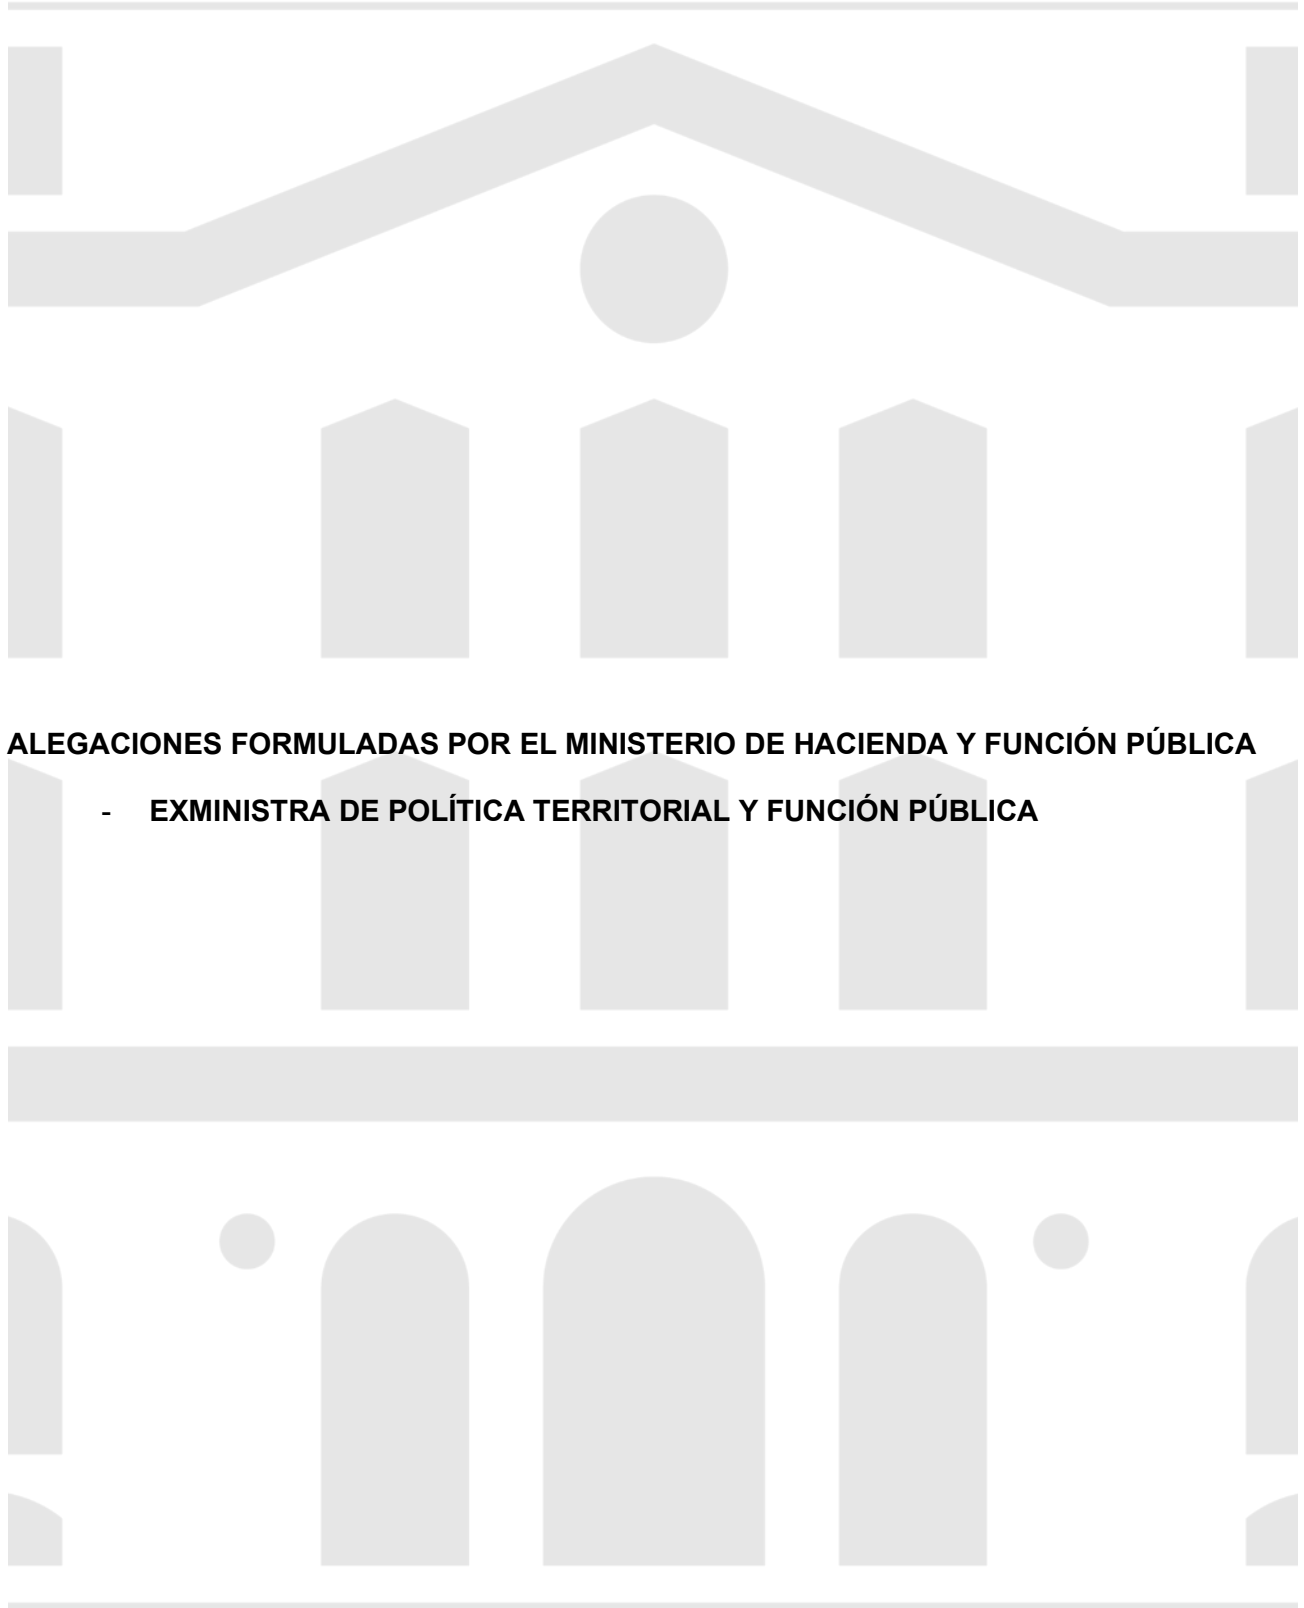 ALEGACIONES FORMULADAS POR EL MINISTERIO DE HACIENDA Y FUNCIÓN PÚBLICA
- EXMINISTRA DE POLÍTICA TERRITORIAL Y FUNCIÓN PÚBLICA